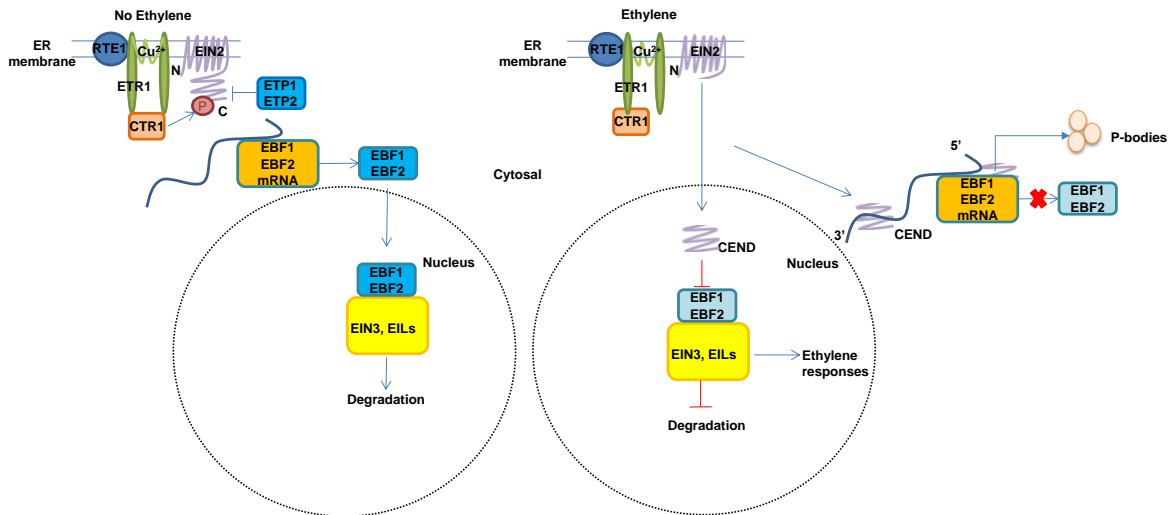 No Ethylene
ER
membrane
RTE1
Cu²⁺
EIN2
N
ETR1
P
C
ETP1
ETP2
CTR1
EBF1
EBF2
mRNA
EBF1
EBF2
Nucleus
EBF1
EBF2
EIN3, EILs
Degradation
Cytosal
Ethylene
ER
membrane
RTE1
Cu²⁺
EIN2
N
ETR1
CTR1
CEND
Nucleus
EBF1
EBF2
EIN3, EILs
Ethylene
responses
Degradation
5’
P-bodies
EBF1
EBF2
mRNA
EBF1
EBF2
CEND
3’